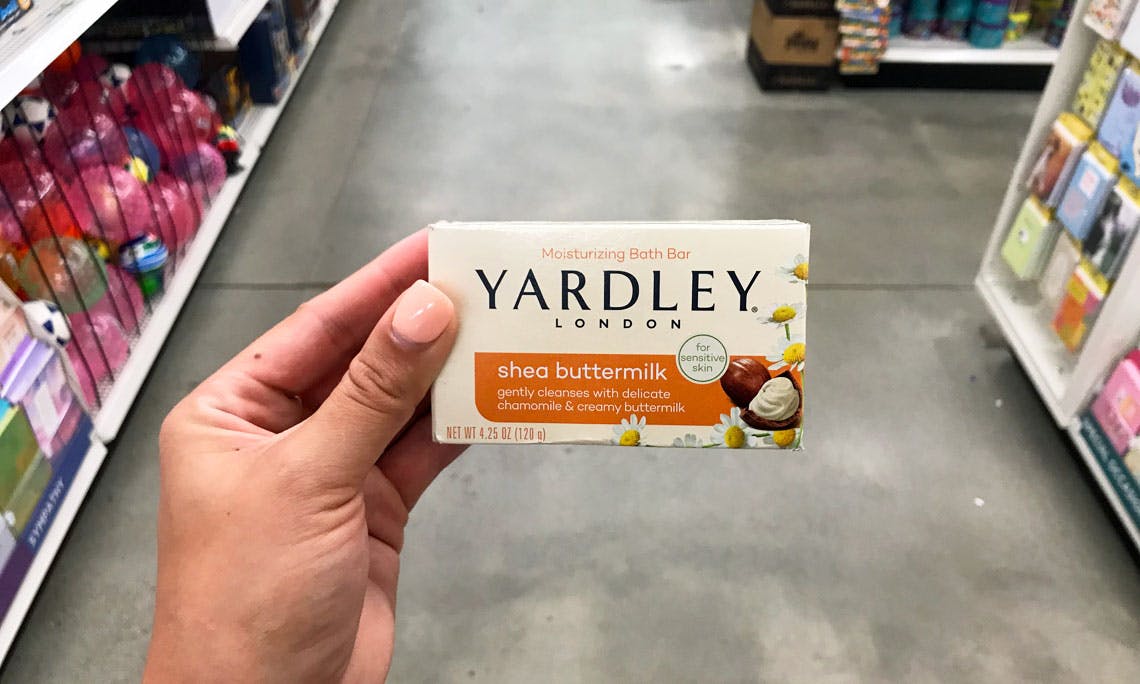 Moisturizing Bath Bar
YARDLEY®
LONDON
for
sensitive
skin
shea buttermilk
gently cleanses with delicate
chamomile & creamy buttermilk
NET WT 4.25 OZ (120 g)
SYMPATHY